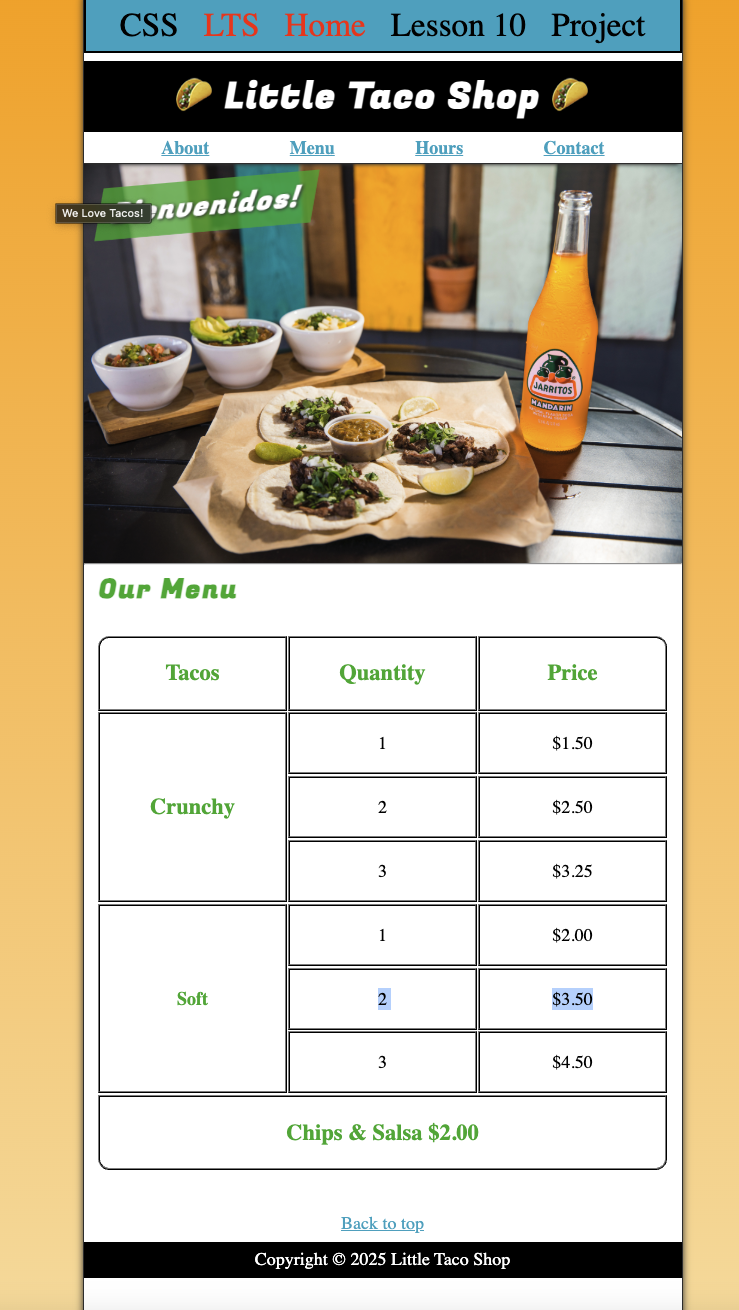 CSS LTS Home Lesson 10 Project
🌮 Little Taco Shop 🌮
About Menu Hours Contact
We Love Tacos!
JARRITOS
MANDARIN
Our Menu
Tacos Quantity Price
Crunchy
1 $1.50
2 $2.50
3 $3.25
Soft
1 $2.00
2 $3.50
3 $4.50
Chips & Salsa $2.00
Back to top
Copyright © 2025 Little Taco Shop